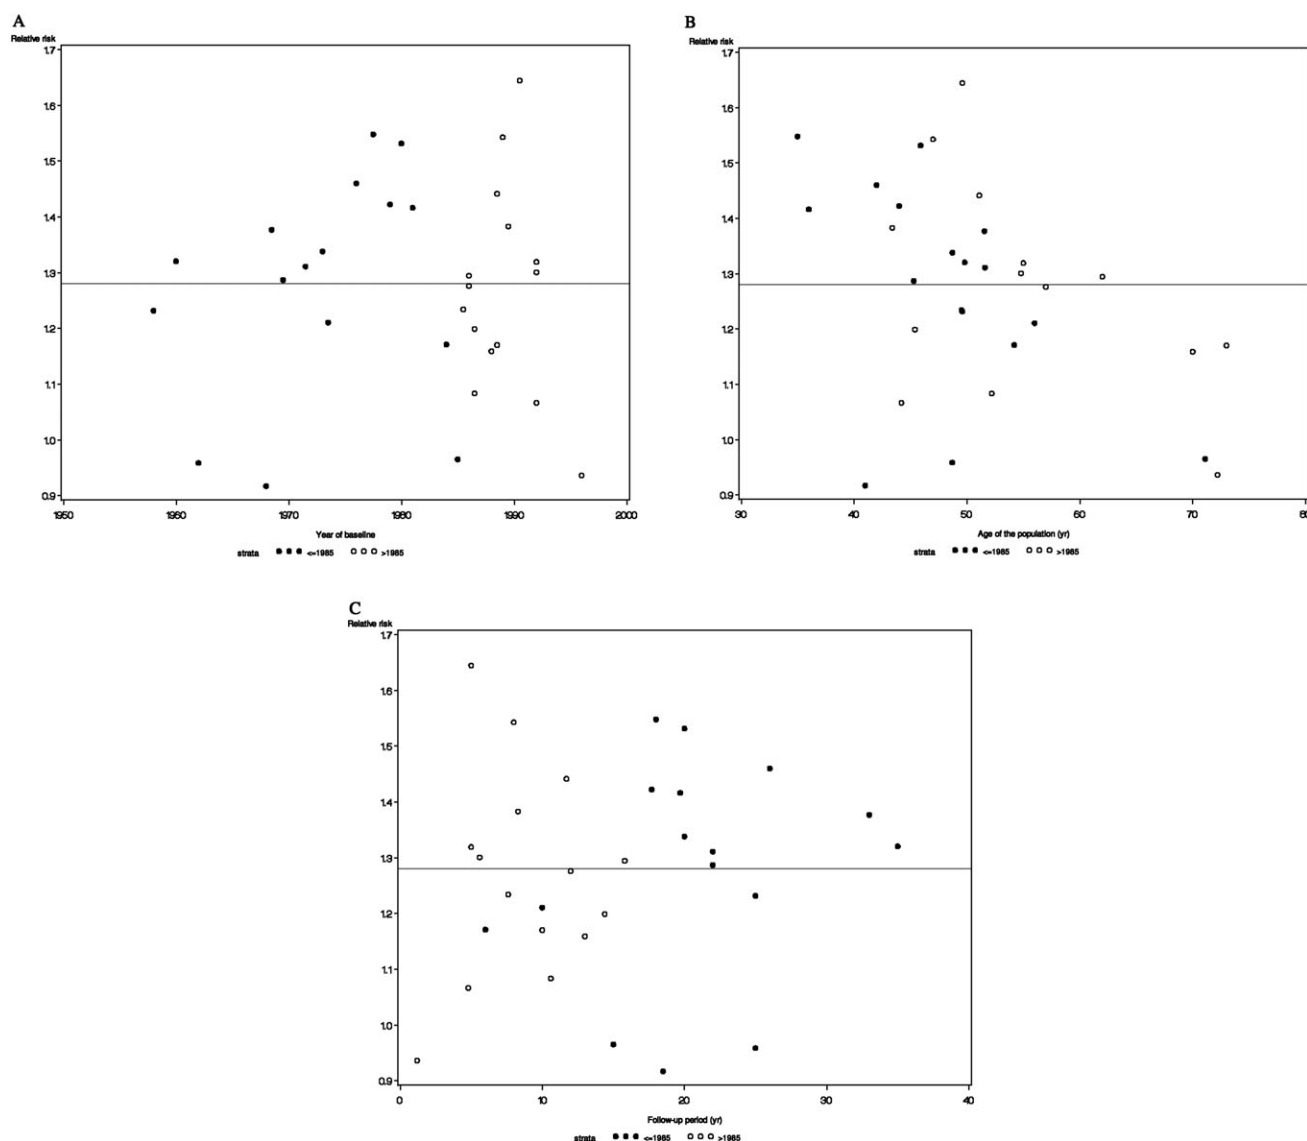 A
Relative risk
1.7
1.6
1.5
1.4
1.3
1.2
1.1
1.0
0.9
1950 1960 1970 1980 1990 2000
Year of baseline
strata <=1985 >1985
B
Relative risk
1.7
1.6
1.5
1.4
1.3
1.2
1.1
1.0
0.9
30 40 50 60 70 80
Age of the population (yr)
strata <=1985 >1985
C
Relative risk
1.7
1.6
1.5
1.4
1.3
1.2
1.1
1.0
0.9
0 10 20 30 40
Follow-up period (yr)
strata <=1985 >1985